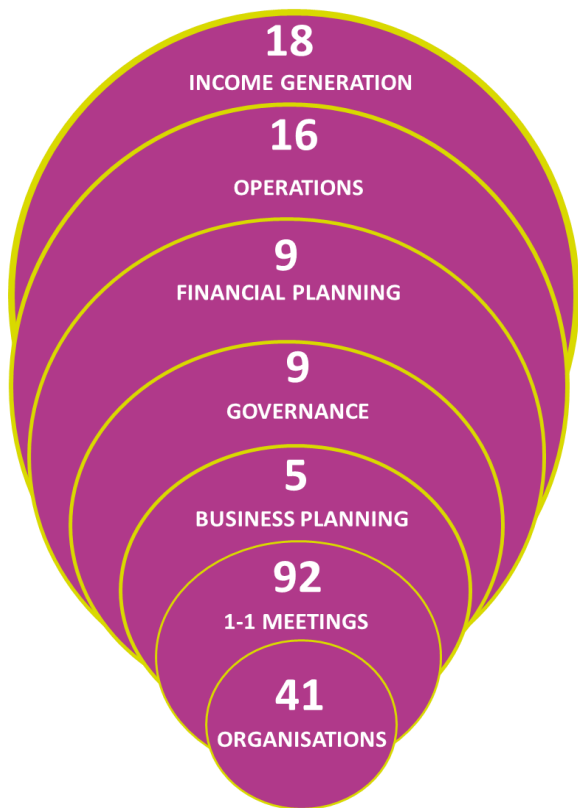 18
INCOME GENERATION
16
OPERATIONS
9
FINANCIAL PLANNING
9
GOVERNANCE
5
BUSINESS PLANNING
92
1-1 MEETINGS
41
ORGANISATIONS